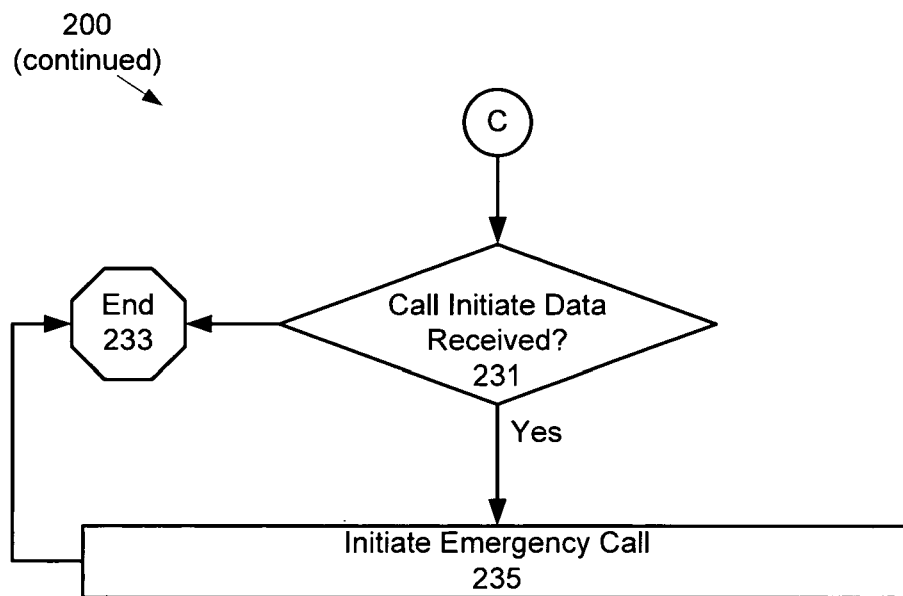 200
(continued)
C
Call Initiate Data
Received?
231
End
233
Yes
Initiate Emergency Call
235